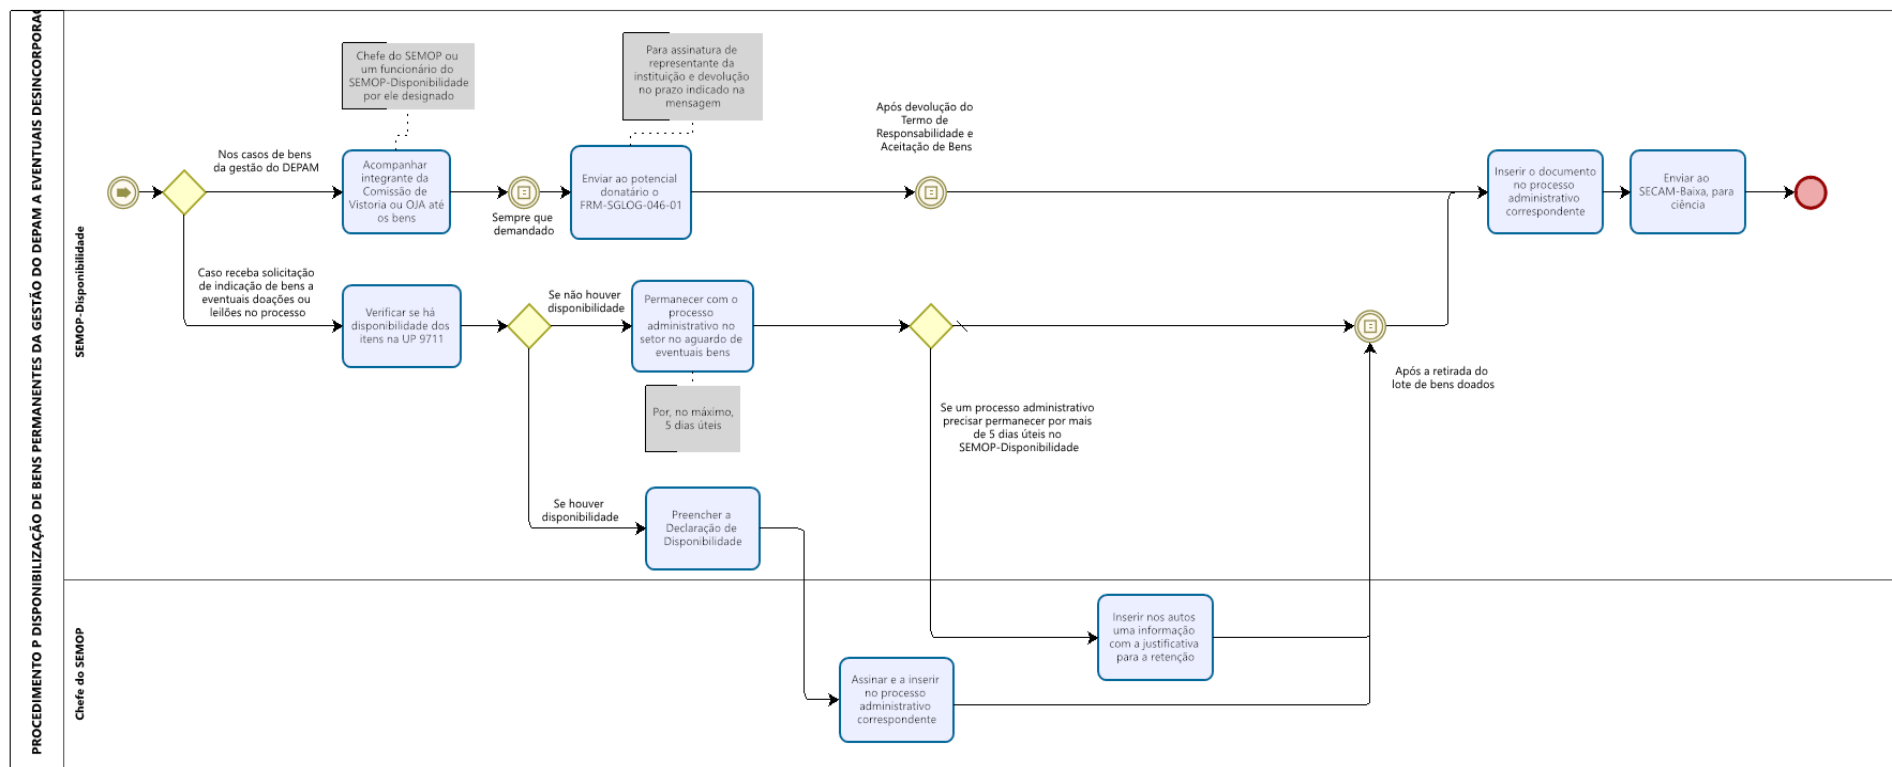 PROCEDIMENTO P DISPONIBILIZAÇÃO DE BENS PERMANENTES DA GESTÃO DO DEPAM A EVENTUAIS
SEMOP-Disponibilidade
Chefe do SEMOP
Chefe do SEMOP ou
um funcionário do
SEMOP-Disponibilidade
por ele designado
Para assinatura de
representante da
instituição e devolução
no prazo indicado na
mensagem
Nos casos de bens
da gestão do DEPAM
Acompanhar
integrante da
Comissão de
Vistoria ou OJA até
os bens
Sempre que
demandado
Enviar ao potencial
donatário o
FRM-SGLOG-046-01
Após devolução do
Termo de
Responsabilidade e
Aceitação de Bens
Inserir o documento
no processo
administrativo
correspondente
Enviar ao
SECAM-Baixa, para
ciência
Caso receba solicitação
de indicação de bens a
eventuais doações ou
leilões no processo
Verificar se há
disponibilidade dos
itens na UP 9711
Se não houver
disponibilidade
Permanecer com o
processo
administrativo no
setor no aguardo de
eventuais bens
Por, no máximo,
5 dias úteis
Se um processo administrativo
precisar permanecer por mais
de 5 dias úteis no
SEMOP-Disponibilidade
Após a retirada do
lote de bens doados
Se houver
disponibilidade
Preencher a
Declaração de
Disponibilidade
Inserir nos autos
uma informação
com a justificativa
para a retenção
Assinar e a inserir
no processo
administrativo
correspondente